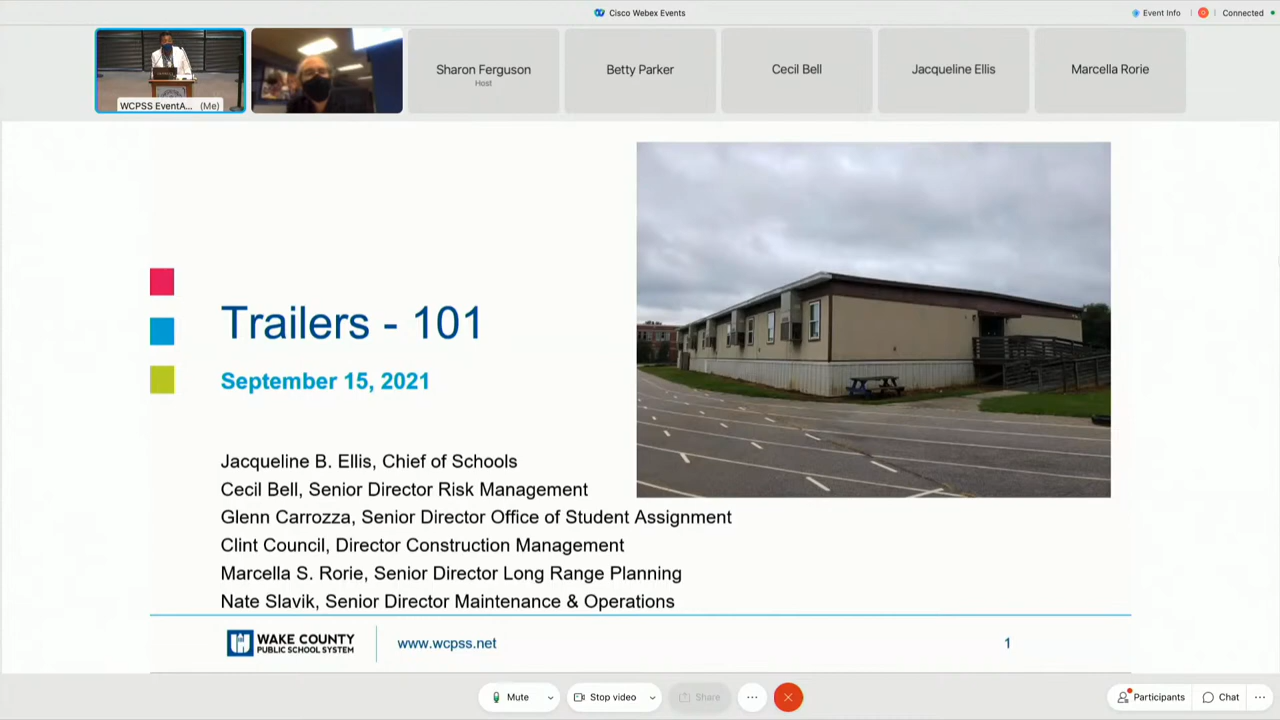 Cisco Webex Events
Event Info
Connected
WCPSS EventA... (Me)
Sharon Ferguson
Host
Betty Parker
Cecil Bell
Jacqueline Ellis
Marcella Rorie
Trailers - 101
September 15, 2021
Jacqueline B. Ellis, Chief of Schools
Cecil Bell, Senior Director Risk Management
Glenn Carrozza, Senior Director Office of Student Assignment
Clint Council, Director Construction Management
Marcella S. Rorie, Senior Director Long Range Planning
Nate Slavik, Senior Director Maintenance & Operations
WAKE COUNTY
PUBLIC SCHOOL SYSTEM
www.wcpss.net
1
Mute
Stop video
Share
Participants
Chat